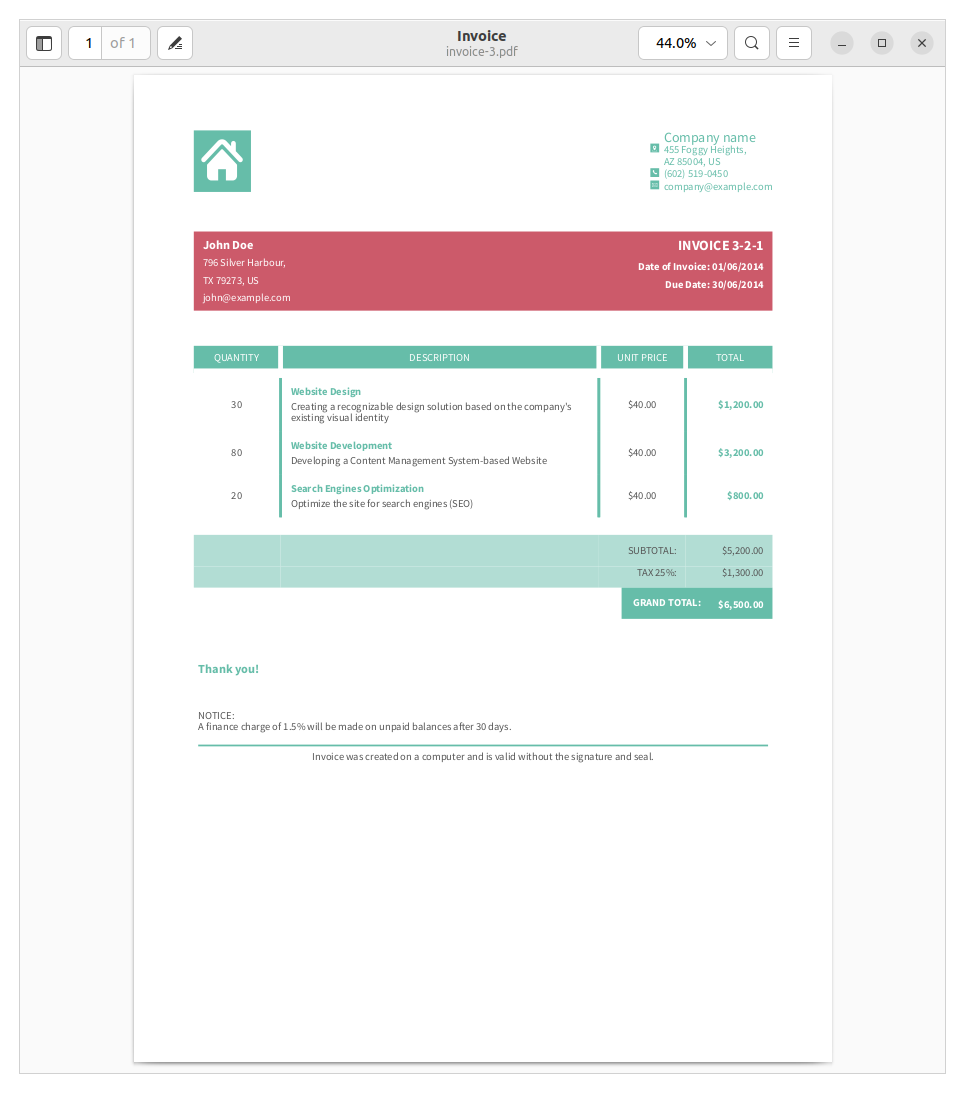 Invoice
invoice-3.pdf
1 of 1
44.0%
Company name
455 Foggy Heights,
AZ 85004, US
(602) 519-0450
company@example.com
John Doe
796 Silver Harbour,
TX 79273, US
john@example.com
INVOICE 3-2-1
Date of Invoice: 01/06/2014
Due Date: 30/06/2014
QUANTITY DESCRIPTION UNIT PRICE TOTAL
Website Design
30 Creating a recognizable design solution based on the company's $40.00 $1,200.00
existing visual identity
Website Development
80 Developing a Content Management System-based Website $40.00 $3,200.00
Search Engines Optimization
20 Optimize the site for search engines (SEO) $40.00 $800.00
SUBTOTAL: $5,200.00
TAX 25%: $1,300.00
GRAND TOTAL: $6,500.00
Thank you!
NOTICE:
A finance charge of 1.5% will be made on unpaid balances after 30 days.
Invoice was created on a computer and is valid without the signature and seal.